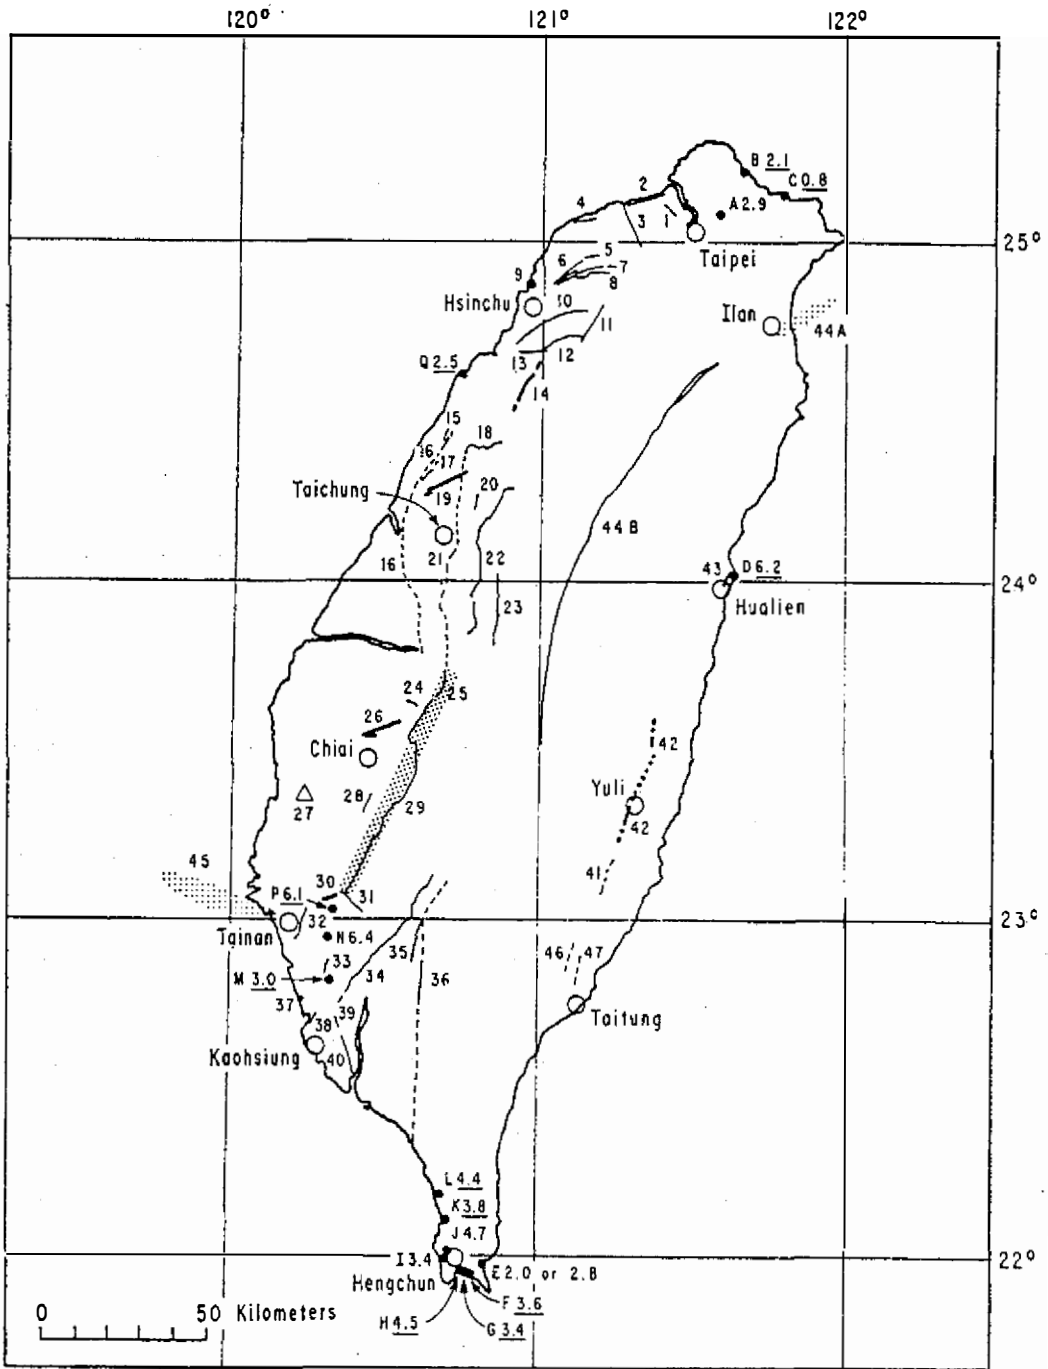 120° 121° 122°
B 2.1
C 0.8
2
A 2.9
4
3 1
25°
Taipei
5
6 7
8
9
Hsinchu
10
Ilan
11
44A
12
13
Q 2.5
14
15
18
16
17
Taichung
20
19
44B
21
16 22
43 D 6.2
24°
Hualien
23
24 25
26
42
Chiai
Yuli
28
27 29
42
45
41
30
P 6.1 31
23°
32
Tainan N 6.4
35 46 47
33
M 3.0 34 36
37 39
38 Taitung
Kaohsiung 40
L 4.4
K 3.8
J 4.7
I 3.4
22°
E 2.0 or 2.8
Hengchun
F 3.6
H 4.5
G 3.4
0 50 Kilometers